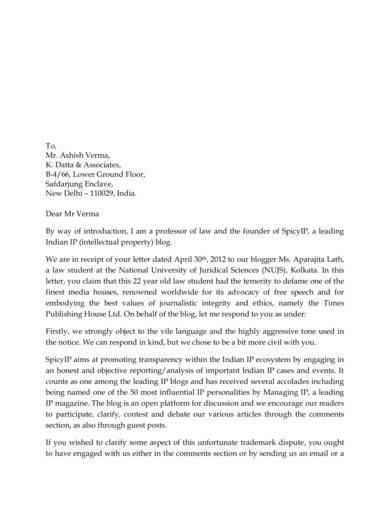 To,
Mr. Ashish Verma,
K. Datta & Associates,
B-4/66, Lower Ground Floor,
Safdarjung Enclave,
New Delhi – 110029, India.
Dear Mr Verma
By way of introduction, I am a professor of law and the founder of SpicyIP, a leading
Indian IP (intellectual property) blog.
We are in receipt of your letter dated April 30th, 2012 to our blogger Ms. Aparajita Lath,
a law student at the National University of Juridical Sciences (NUJS), Kolkata. In this
letter, you claim that this 22 year old law student had the temerity to defame one of the
finest media houses, renowned worldwide for its advocacy of free speech and for
embodying the best values of journalistic integrity and ethics, namely the Times
Publishing House Ltd. On behalf of the blog, let me respond to you as under:
Firstly, we strongly object to the vile language and the highly aggressive tone used in
the notice. We can respond in kind, but we chose to be a bit more civil with you.
SpicyIP aims at promoting transparency within the Indian IP ecosystem by engaging in
an honest and objective reporting/analysis of important Indian IP cases and events. It
counts as one among the leading IP blogs and has received several accolades including
being named one of the 50 most influential IP personalities by Managing IP, a leading
IP magazine. The blog is an open platform for discussion and we encourage our readers
to participate, clarify, contest and debate our various articles through the comments
section, as also through guest posts.
If you wished to clarify some aspect of this unfortunate trademark dispute, you ought
to have engaged with us either in the comments section or by sending us an email or a